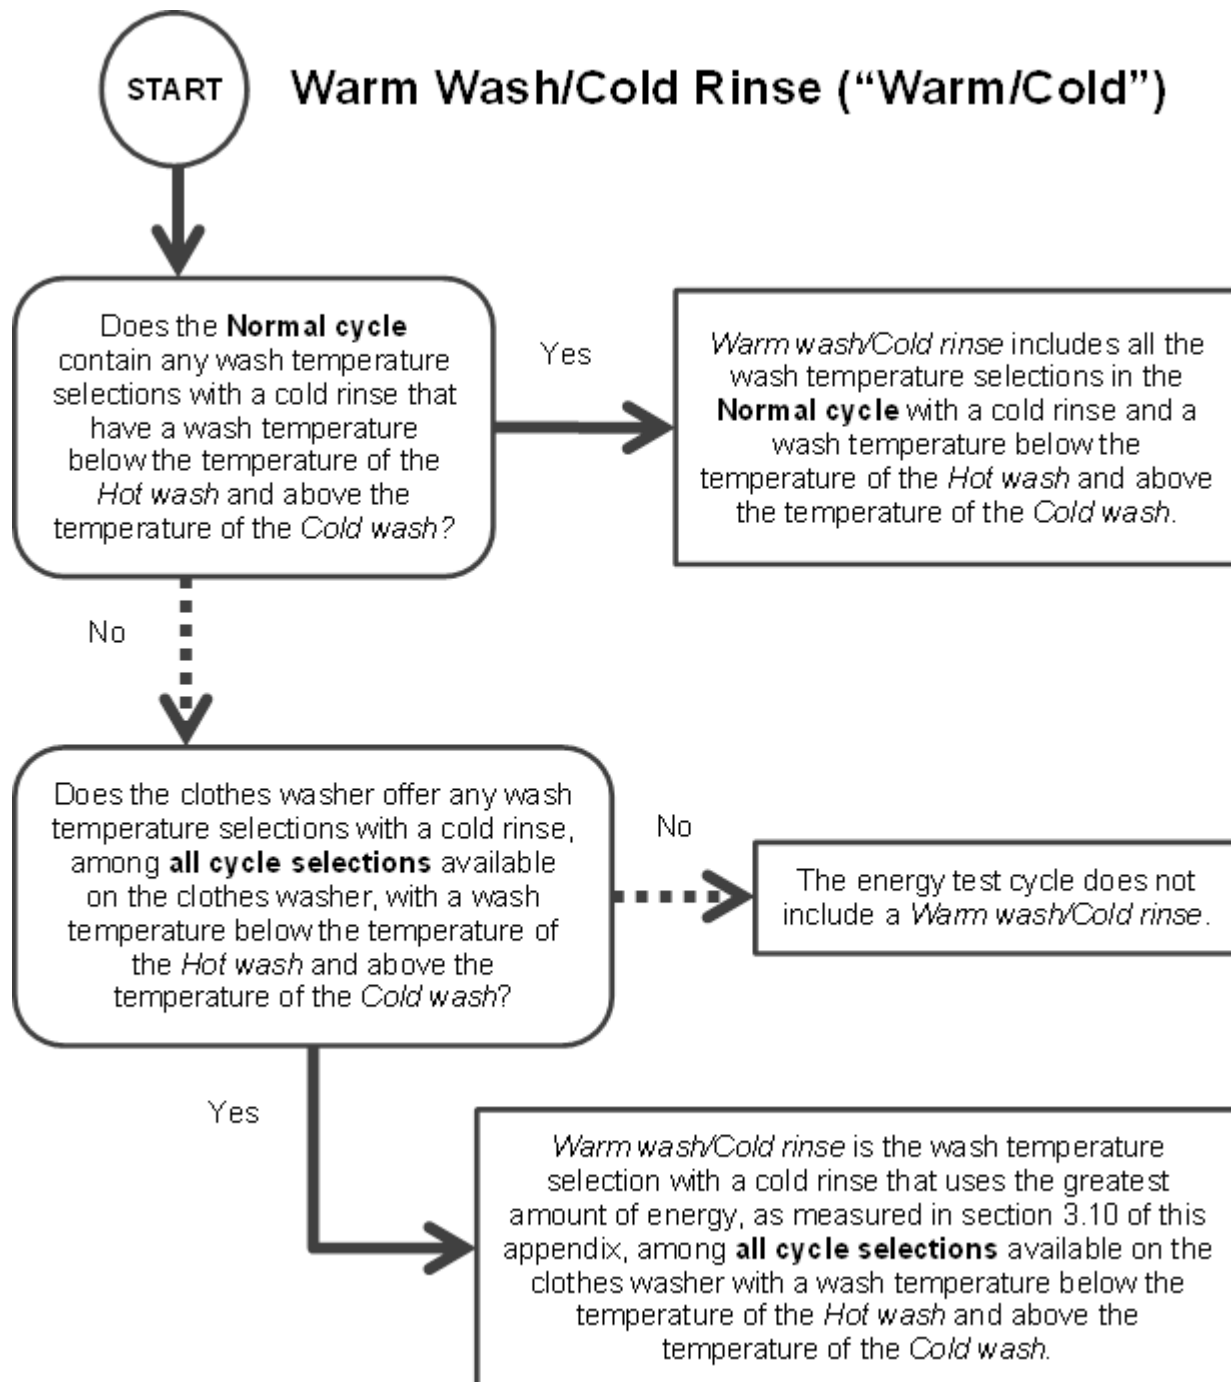 START
Warm Wash/Cold Rinse (“Warm/Cold”)
Does the Normal cycle
contain any wash temperature
selections with a cold rinse that
have a wash temperature
below the temperature of the
Hot wash and above the
temperature of the Cold wash?
Yes
Warm wash/Cold rinse includes all the
wash temperature selections in the
Normal cycle with a cold rinse and a
wash temperature below the
temperature of the Hot wash and above
the temperature of the Cold wash.
No
Does the clothes washer offer any wash
temperature selections with a cold rinse,
among all cycle selections available
on the clothes washer, with a wash
temperature below the temperature of
the Hot wash and above the
temperature of the Cold wash?
No
The energy test cycle does not
include a Warm wash/Cold rinse.
Yes
Warm wash/Cold rinse is the wash temperature
selection with a cold rinse that uses the greatest
amount of energy, as measured in section 3.10 of this
appendix, among all cycle selections available on the
clothes washer with a wash temperature below the
temperature of the Hot wash and above the
temperature of the Cold wash.